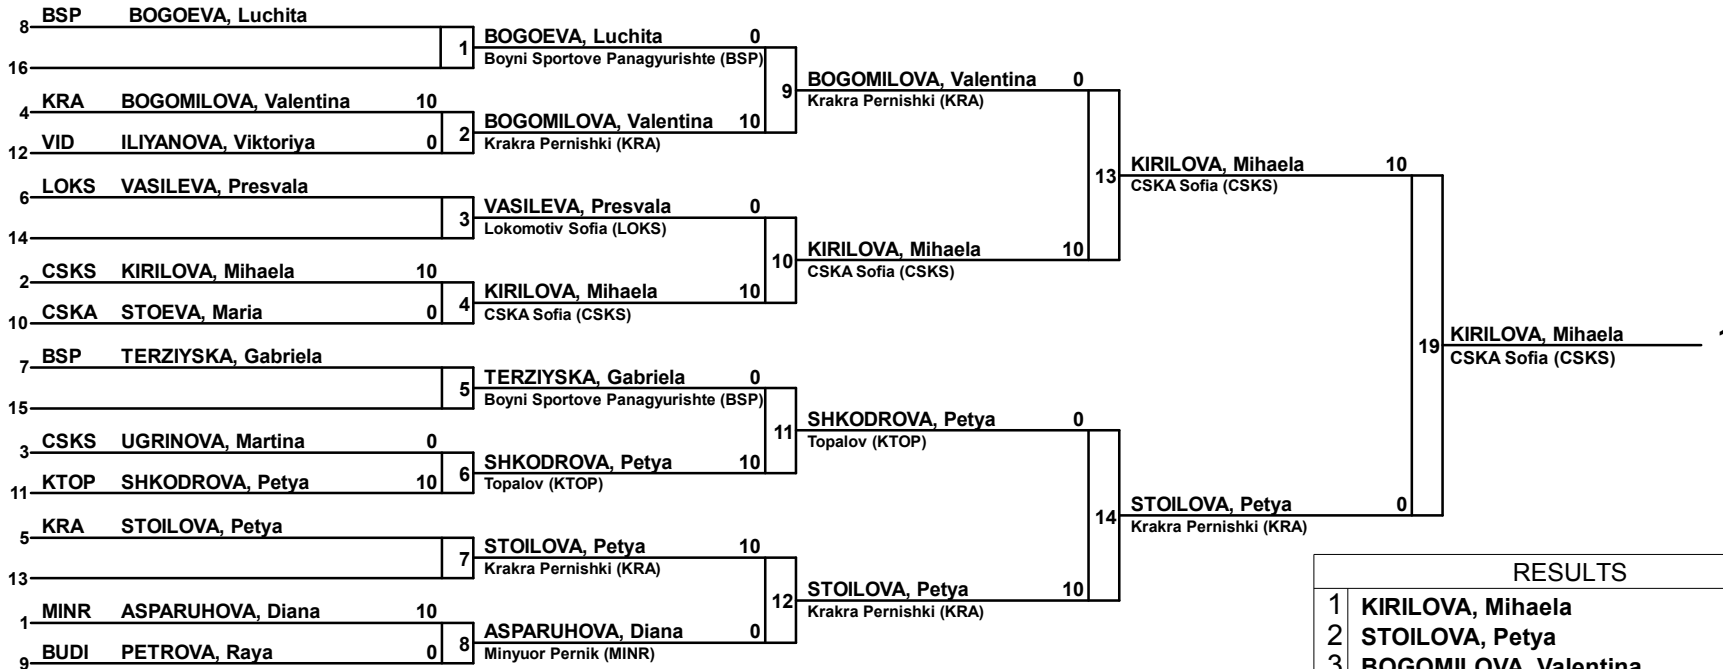 BSP BOGOEVA, Luchita
8
1 BOGOEVA, Luchita 0
Boyni Sportove Panagyurishte (BSP)
16
9 BOGOMILOVA, Valentina 0
Krakra Pernishki (KRA)
KRA BOGOMILOVA, Valentina 10
4
2 BOGOMILOVA, Valentina 10
Krakra Pernishki (KRA)
VID ILIYANOVA, Viktoriya 0
12
13 KIRILOVA, Mihaela 10
CSKA Sofia (CSKS)
LOKS VASILEVA, Presvala
6
3 VASILEVA, Presvala 0
Lokomotiv Sofia (LOKS)
14
10 KIRILOVA, Mihaela 10
CSKA Sofia (CSKS)
CSKS KIRILOVA, Mihaela 10
2
4 KIRILOVA, Mihaela 10
CSKA Sofia (CSKS)
CSKA STOEVA, Maria 0
10
19 KIRILOVA, Mihaela
CSKA Sofia (CSKS)
BSP TERZIYSKA, Gabriela
7
5 TERZIYSKA, Gabriela 0
Boyni Sportove Panagyurishte (BSP)
15
11 SHKODROVA, Petya 0
Topalov (KTOP)
CSKS UGRINOVA, Martina 0
3
6 SHKODROVA, Petya 10
Topalov (KTOP)
KTOP SHKODROVA, Petya 10
11
14 STOILOVA, Petya 0
Krakra Pernishki (KRA)
KRA STOILOVA, Petya
5
7 STOILOVA, Petya 10
Krakra Pernishki (KRA)
13
12 STOILOVA, Petya 10
Krakra Pernishki (KRA)
MINR ASPARUHOVA, Diana 10
1
8 ASPARUHOVA, Diana 0
Minyuor Pernik (MINR)
BUDI PETROVA, Raya 0
9
RESULTS
1 KIRILOVA, Mihaela
2 STOILOVA, Petya
3 BOGOMILOVA, Valentina